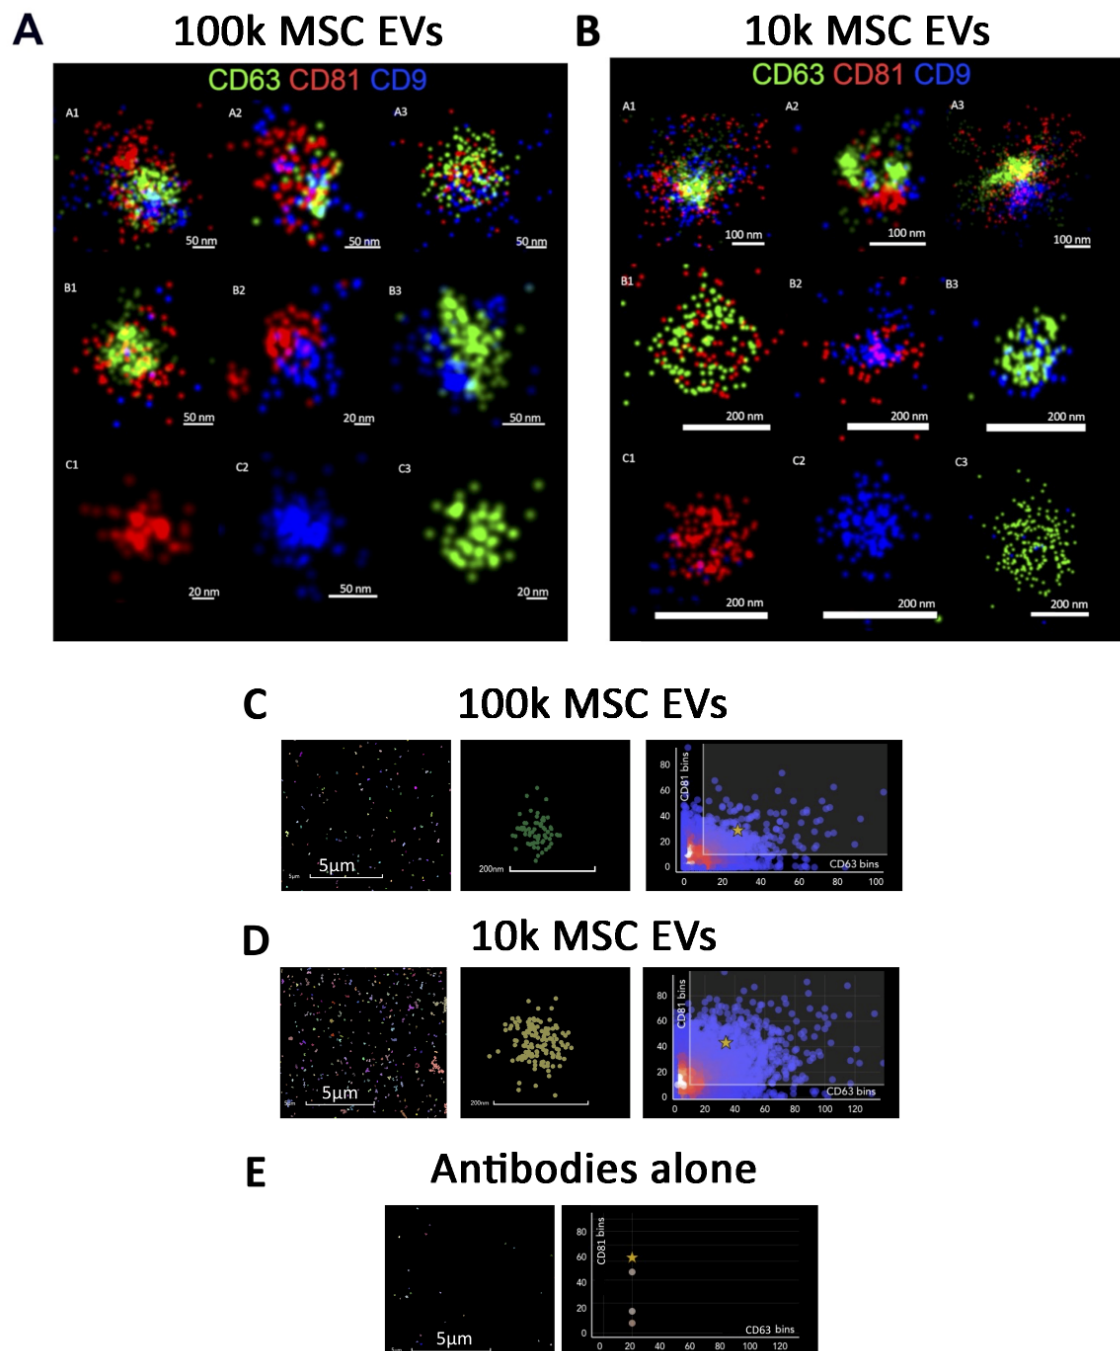 A
100k MSC EVs
CD63 CD81 CD9
A1
A2
A3
50 nm
50 nm
50 nm
B1
B2
B3
50 nm
20 nm
50 nm
C1
C2
C3
20 nm
50 nm
20 nm
B
10k MSC EVs
CD63 CD81 CD9
A1
A2
A3
100 nm
100 nm
100 nm
B1
B2
B3
200 nm
200 nm
200 nm
C1
C2
C3
200 nm
200 nm
200 nm
C
100k MSC EVs
5µm
5µm
200nm
CD81 bins
80
60
40
20
0
CD63 bins
0 20 40 60 80 100
D
10k MSC EVs
5µm
200nm
CD81 bins
80
60
40
20
0
CD63 bins
0 20 40 60 80 100 120
E
Antibodies alone
5µm
CD81 bins
80
60
40
20
0
CD63 bins
0 20 40 60 80 100 120